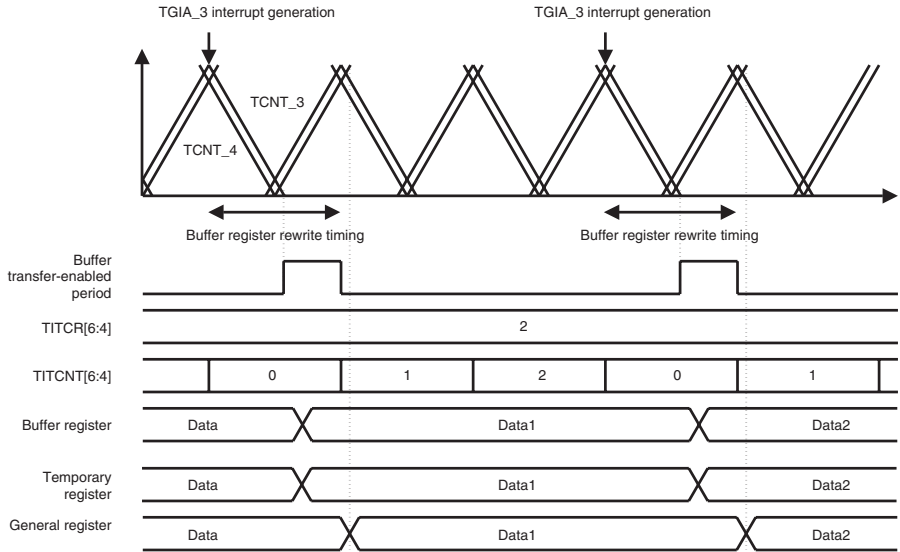 TGIA_3 interrupt generation
TGIA_3 interrupt generation
TCNT_3
TCNT_4
Buffer register rewrite timing
Buffer register rewrite timing
Buffer
transfer-enabled
period
TITCR[6:4]
2
TITCNT[6:4]
0
1
2
0
1
Buffer register
Data
Data1
Data2
Temporary
register
Data
Data1
Data2
General register
Data
Data1
Data2